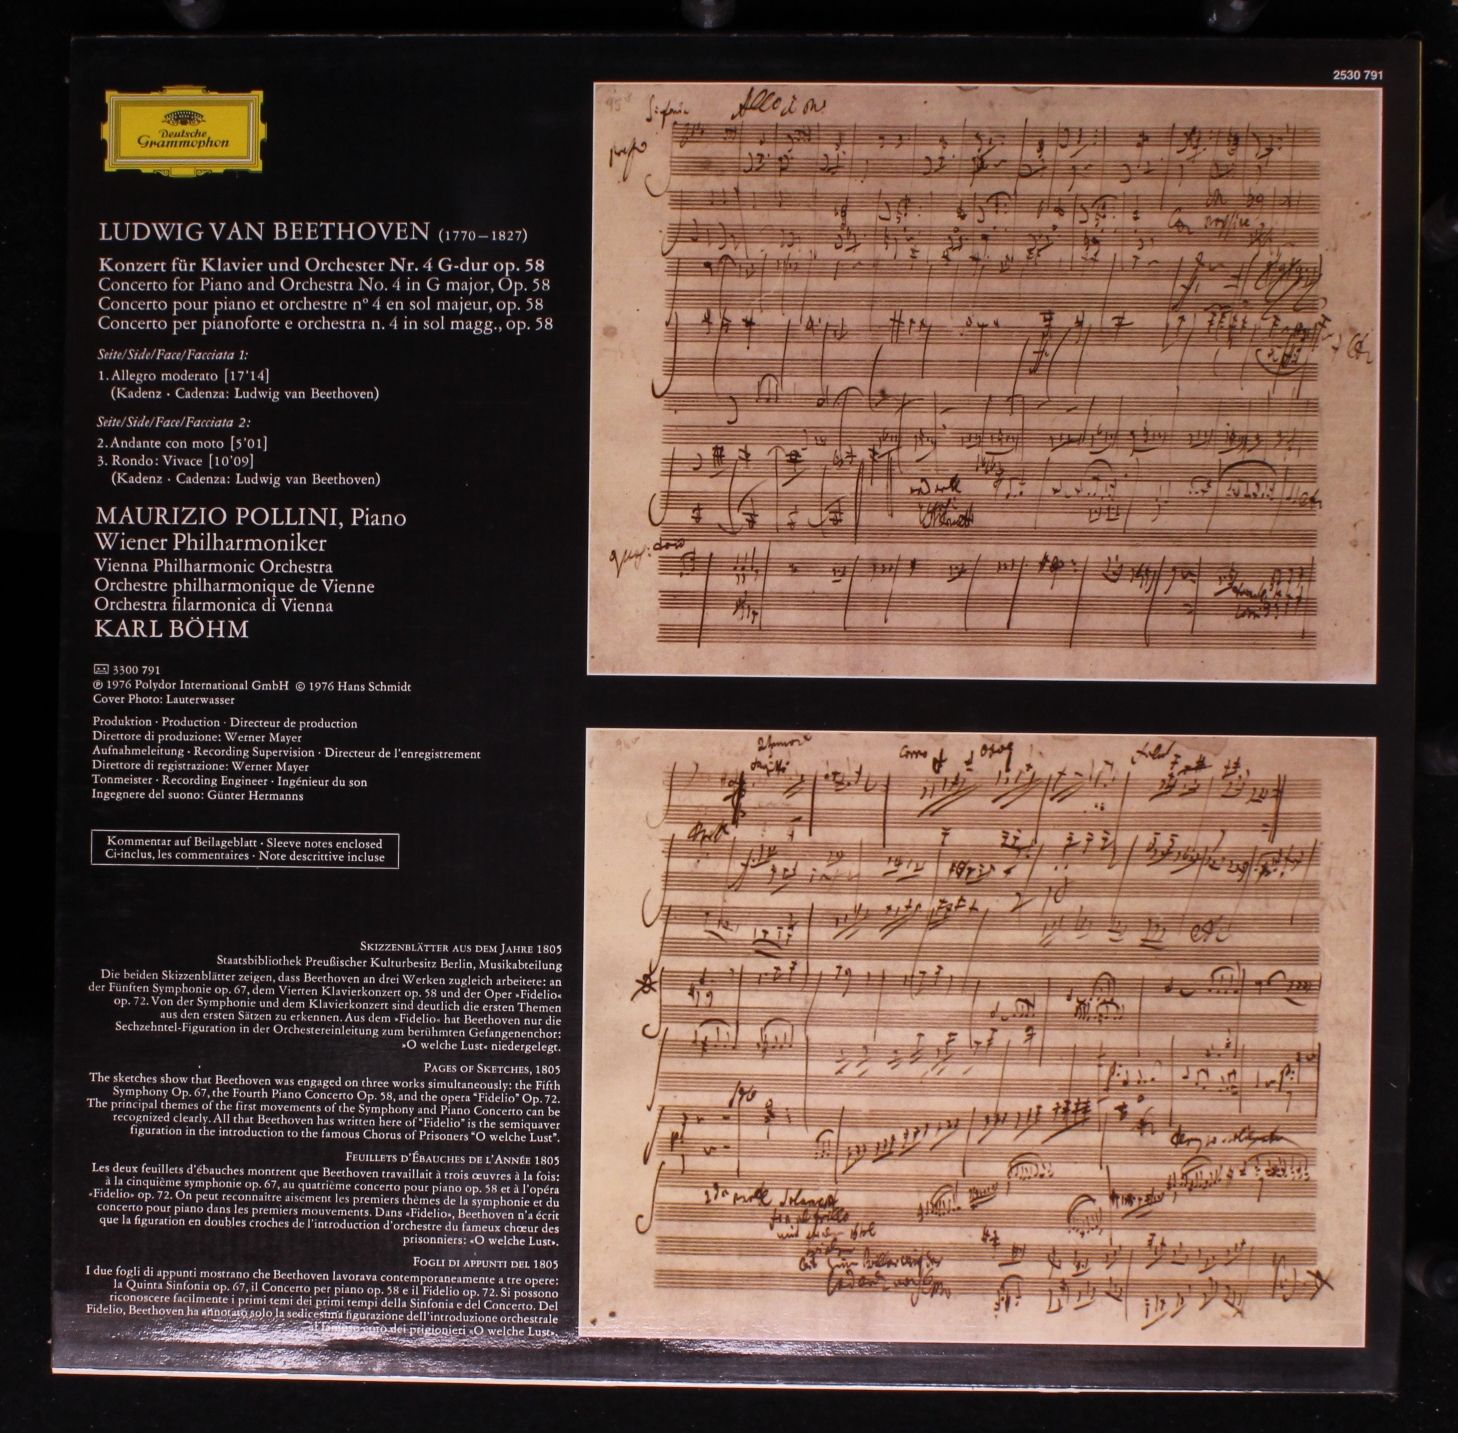 2530 791
Deutsche
Grammophon
LUDWIG VAN BEETHOVEN (1770–1827)
Konzert für Klavier und Orchester Nr. 4 G-dur op. 58
Concerto for Piano and Orchestra No. 4 in G major, Op. 58
Concerto pour piano et orchestre n° 4 en sol majeur, op. 58
Concerto per pianoforte e orchestra n. 4 in sol magg., op. 58
Seite/Side/Face/Facciata 1:
1. Allegro moderato [17'14]
(Kadenz · Cadenza: Ludwig van Beethoven)
Seite/Side/Face/Facciata 2:
2. Andante con moto [5'01]
3. Rondo: Vivace [10'09]
(Kadenz · Cadenza: Ludwig van Beethoven)
MAURIZIO POLLINI, Piano
Wiener Philharmoniker
Vienna Philharmonic Orchestra
Orchestre philharmonique de Vienne
Orchestra filarmonica di Vienna
KARL BÖHM
3300 791
℗ 1976 Polydor International GmbH © 1976 Hans Schmidt
Cover Photo: Lauterwasser
Produktion · Production · Directeur de production
Direttore di produzione: Werner Mayer
Aufnahmeleitung · Recording Supervision · Directeur de l'enregistrement
Direttore di registrazione: Werner Mayer
Tonmeister · Recording Engineer · Ingénieur du son
Ingegnere del suono: Günter Hermanns
Kommentar auf Beilageblatt · Sleeve notes enclosed
Ci-inclus, les commentaires · Note descrittive incluse
SKIZZENBLÄTTER AUS DEM JAHRE 1805
Staatsbibliothek Preußischer Kulturbesitz Berlin, Musikabteilung
Die beiden Skizzenblätter zeigen, dass Beethoven an drei Werken zugleich arbeitete: an
der Fünften Symphonie op. 67, dem Vierten Klavierkonzert op. 58 und der Oper »Fidelio«
op. 72. Von der Symphonie und dem Klavierkonzert sind deutlich die ersten Themen
aus den ersten Sätzen zu erkennen. Aus dem »Fidelio« hat Beethoven nur die
Sechzehntel-Figuration in der Orchestereinleitung zum berühmten Gefangenenchor:
»O welche Lust« niedergelegt.
PAGES OF SKETCHES, 1805
The sketches show that Beethoven was engaged on three works simultaneously: the Fifth
Symphony Op. 67, the Fourth Piano Concerto Op. 58, and the opera "Fidelio" Op. 72.
The principal themes of the first movements of the Symphony and Piano Concerto can be
recognized clearly. All that Beethoven has written here of "Fidelio" is the semiquaver
figuration in the introduction to the famous Chorus of Prisoners "O welche Lust".
FEUILLETS D'ÉBAUCHES DE L'ANNÉE 1805
Les deux feuillets d'ébauches montrent que Beethoven travaillait à trois œuvres à la fois:
à la cinquième symphonie op. 67, au quatrième concerto pour piano op. 58 et à l'opéra
«Fidelio» op. 72. On peut reconnaître aisément les premiers thèmes de la symphonie et du
concerto pour piano dans les premiers mouvements. Dans «Fidelio», Beethoven n'a écrit
que la figuration en doubles croches de l'introduction d'orchestre du fameux chœur des
prisonniers: «O welche Lust».
FOGLI DI APPUNTI DEL 1805
I due fogli di appunti mostrano che Beethoven lavorava contemporaneamente a tre opere:
la Quinta Sinfonia op. 67, il Concerto per piano op. 58 e il Fidelio op. 72. Si possono
riconoscere facilmente i primi temi dei primi tempi della Sinfonia e del Concerto. Del
Fidelio, Beethoven ha annotato solo la sedicesima figurazione dell'introduzione orchestrale
al famoso coro dei prigionieri «O welche Lust».